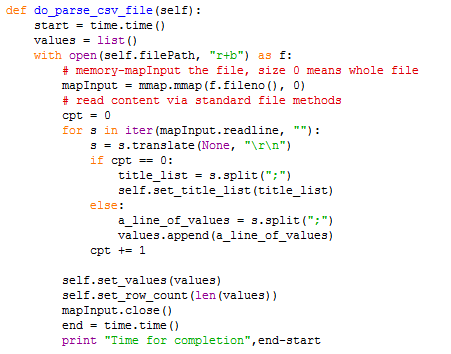 def do_parse_csv_file(self):
    start = time.time()
    values = list()
    with open(self.filePath, "r+b") as f:
        # memory-mapInput the file, size 0 means whole file
        mapInput = mmap.mmap(f.fileno(), 0)
        # read content via standard file methods
        cpt = 0
        for s in iter(mapInput.readline, ""):
            s = s.translate(None, "\r\n")
            if cpt == 0:
                title_list = s.split(";")
                self.set_title_list(title_list)
            else:
                a_line_of_values = s.split(";")
                values.append(a_line_of_values)
            cpt += 1

        self.set_values(values)
        self.set_row_count(len(values))
        mapInput.close()
        end = time.time()
        print "Time for completion",end-start